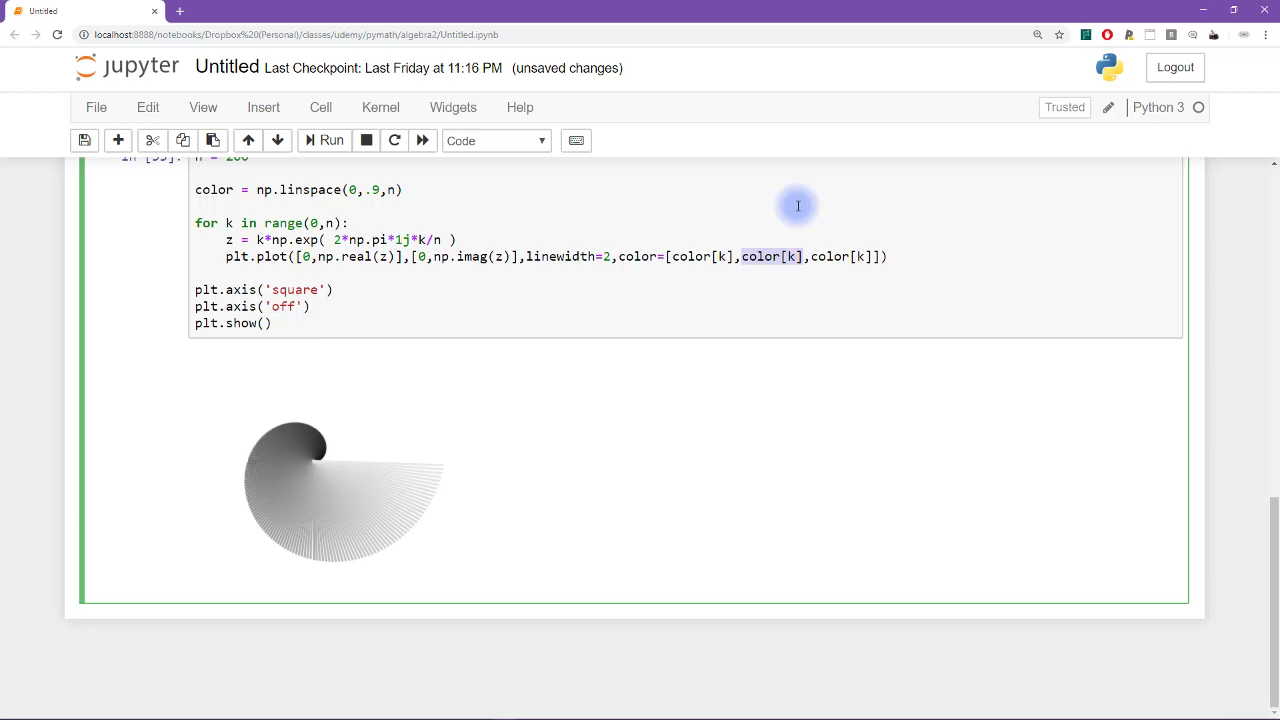 Untitled
localhost:8888/notebooks/Dropbox%20(Personal)/classes/udemy/pymath/algebra2/Untitled.ipynb
jupyter Untitled Last Checkpoint: Last Friday at 11:16 PM (unsaved changes)
Logout
File Edit View Insert Cell Kernel Widgets Help
Trusted Python 3
Run Code
n = 200
color = np.linspace(0,.9,n)
for k in range(0,n):
z = k*np.exp( 2*np.pi*1j*k/n )
plt.plot([0,np.real(z)],[0,np.imag(z)],linewidth=2,color=[color[k],color[k],color[k]])
plt.axis('square')
plt.axis('off')
plt.show()